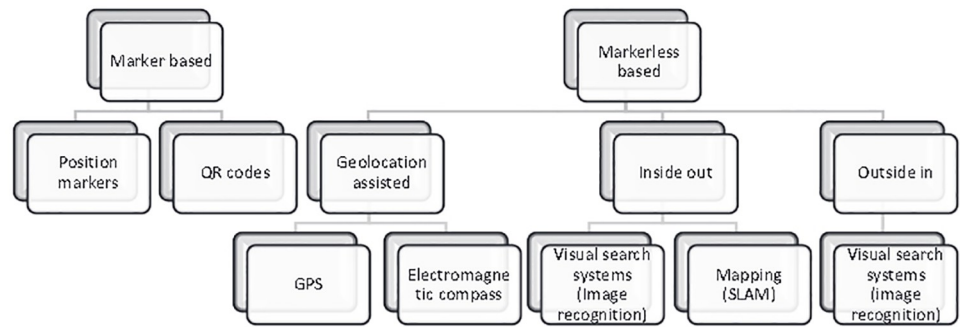 Marker based
Markerless
based
Position
markers
QR codes
Geolocation
assisted
Inside out
Outside in
GPS
Electromagne
tic compass
Visual search
systems
(Image
recognition)
Mapping
(SLAM)
Visual search
systems
(image
recognition)